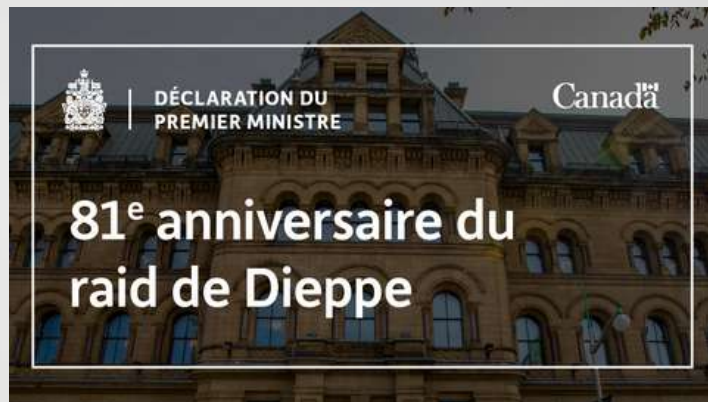 DÉCLARATION DU
PREMIER MINISTRE
Canada
81e anniversaire du
raid de Dieppe